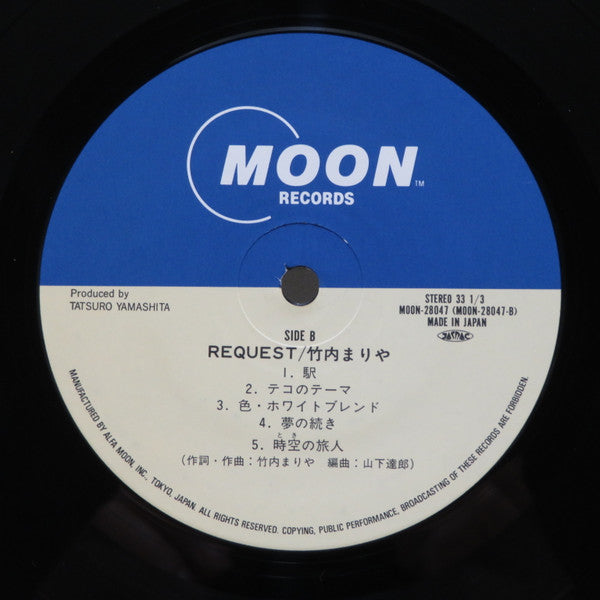 MOON
TM
RECORDS
Produced by
TATSURO YAMASHITA
STEREO 33 1/3
MOON-28047 (MOON-28047-B)
MADE IN JAPAN
JASRAC
SIDE B
REQUEST/竹内まりや
1. 駅
2. テコのテーマ
3. 色・ホワイトブレンド
4. 夢の続き
とき
5. 時空の旅人
(作詞・作曲:竹内まりや 編曲:山下達郎)
MANUFACTURED BY ALFA MOON, INC., TOKYO, JAPAN. ALL RIGHTS RESERVED. COPYING, PUBLIC PERFORMANCE, BROADCASTING OF THESE RECORDS ARE FORBIDDEN.